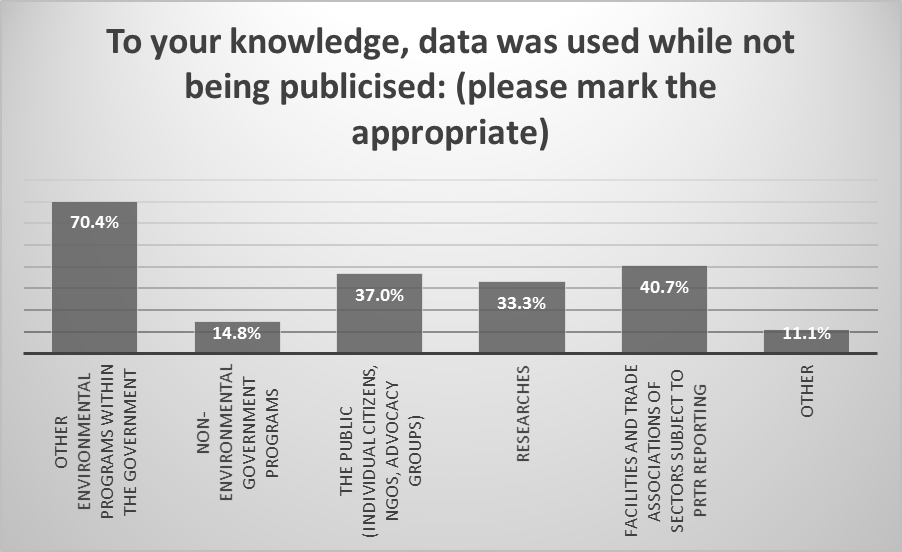 To your knowledge, data was used while not
being publicised: (please mark the
appropriate)
70.4%
14.8%
37.0%
33.3%
40.7%
11.1%
OTHER
ENVIRONMENTAL
PROGRAMS WITHIN
THE GOVERNMENT
NON-
ENVIRONMENTAL
GOVERNMENT
PROGRAMS
THE PUBLIC
(INDIVIDUAL CITIZENS,
NGOS, ADVOCACY
GROUPS)
RESEARCHES
FACILITIES AND TRADE
ASSOCIATIONS OF
SECTORS SUBJECT TO
PRTR REPORTING
OTHER